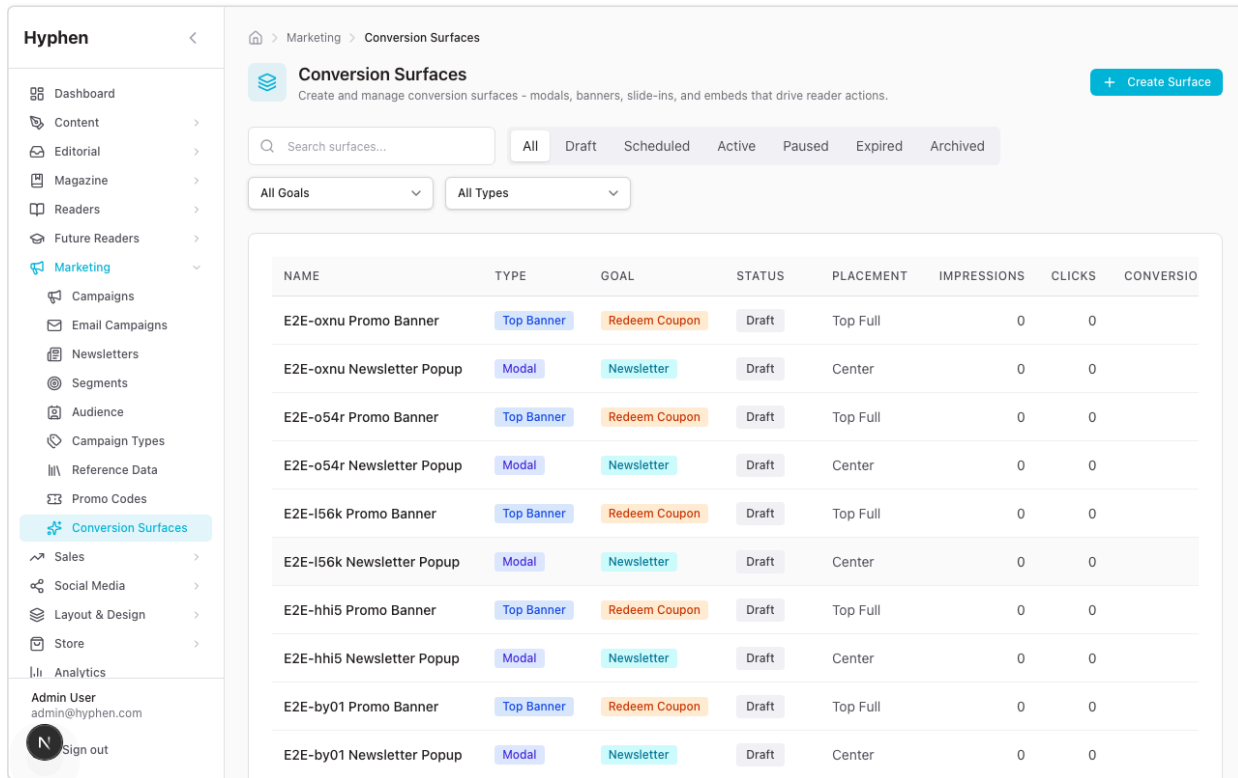 Hyphen
Dashboard
Content
Editorial
Magazine
Readers
Future Readers
Marketing
Campaigns
Email Campaigns
Newsletters
Segments
Audience
Campaign Types
Reference Data
Promo Codes
Conversion Surfaces
Sales
Social Media
Layout & Design
Store
Analytics
Admin User
admin@hyphen.com
N
Sign out
Marketing Conversion Surfaces
Conversion Surfaces
Create and manage conversion surfaces - modals, banners, slide-ins, and embeds that drive reader actions.
Create Surface
Search surfaces... All Draft Scheduled Active Paused Expired Archived
All Goals All Types
NAME TYPE GOAL STATUS PLACEMENT IMPRESSIONS CLICKS CONVERSIO
E2E-oxnu Promo Banner Top Banner Redeem Coupon Draft Top Full 0 0
E2E-oxnu Newsletter Popup Modal Newsletter Draft Center 0 0
E2E-o54r Promo Banner Top Banner Redeem Coupon Draft Top Full 0 0
E2E-o54r Newsletter Popup Modal Newsletter Draft Center 0 0
E2E-l56k Promo Banner Top Banner Redeem Coupon Draft Top Full 0 0
E2E-l56k Newsletter Popup Modal Newsletter Draft Center 0 0
E2E-hhi5 Promo Banner Top Banner Redeem Coupon Draft Top Full 0 0
E2E-hhi5 Newsletter Popup Modal Newsletter Draft Center 0 0
E2E-by01 Promo Banner Top Banner Redeem Coupon Draft Top Full 0 0
E2E-by01 Newsletter Popup Modal Newsletter Draft Center 0 0